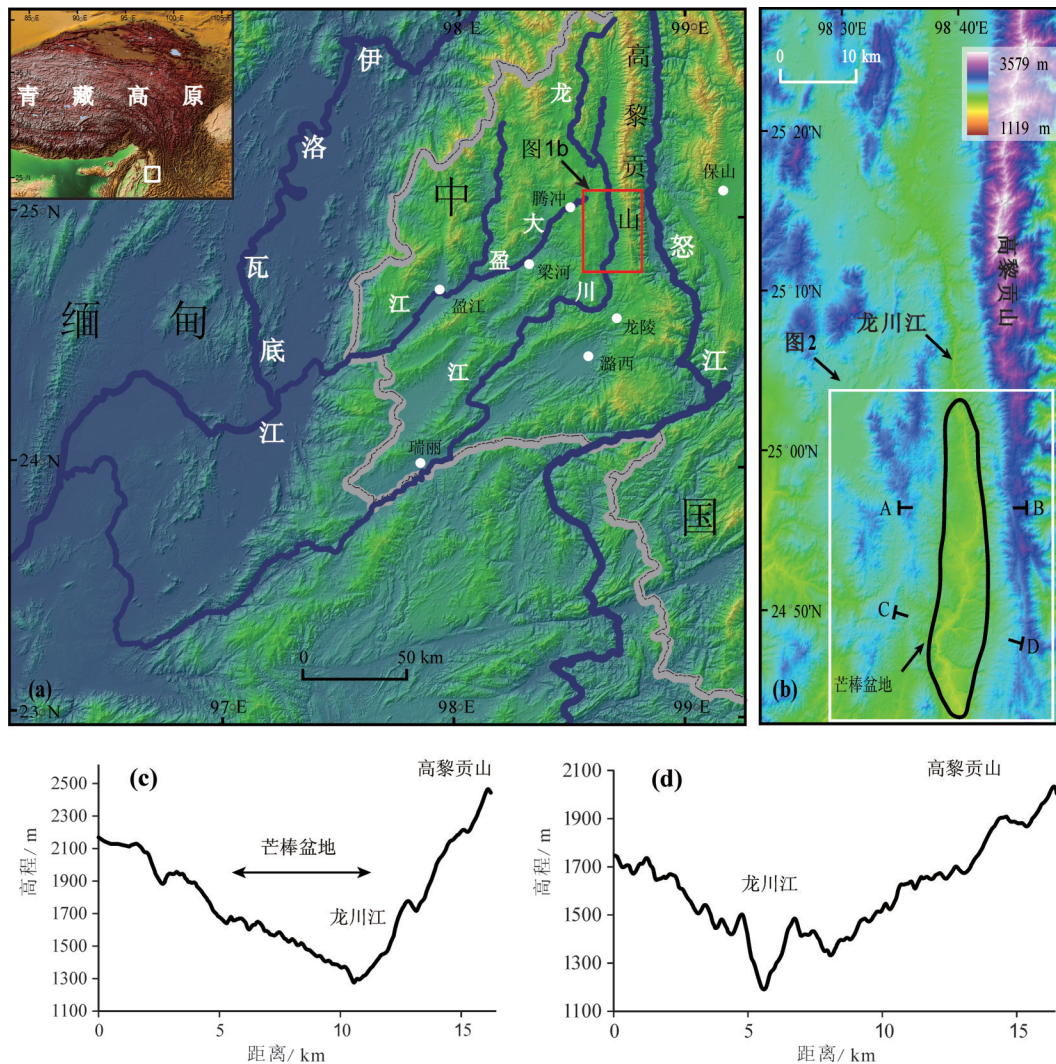 85°E
90°E
95°E
100°E
105°E
青藏高原
98°E
99°E
伊洛瓦底江
龙川江
高黎贡山
图1b
保山
中国
腾冲
大盈江
怒江
梁河
盈江
龙陵
潞西
缅甸
瑞丽
25°N
24°N
23°N
0 50 km
(a)
97°E
98°E
99°E
98°30'E
98°40'E
0 10 km
3579 m
1119 m
25°20'N
25°10'N
25°00'N
24°50'N
高黎贡山
龙川江
图2
A
B
C
D
芒棒盆地
(b)
(c)
高黎贡山
芒棒盆地
龙川江
高程/ m
2500
2300
2100
1900
1700
1500
1300
1100
0 5 10 15
距离/ km
(d)
高黎贡山
龙川江
高程/ m
2100
1900
1700
1500
1300
1100
0 5 10 15
距离/ km